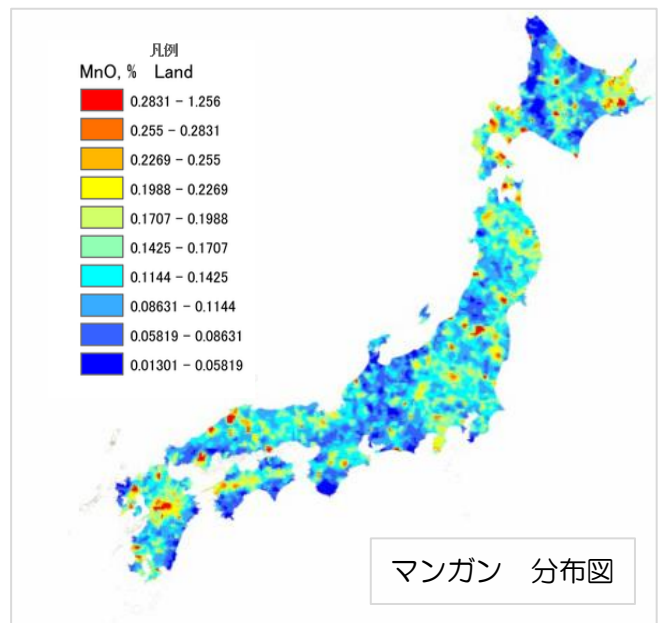 凡例
MnO, % Land
0.2831 - 1.256
0.255 - 0.2831
0.2269 - 0.255
0.1988 - 0.2269
0.1707 - 0.1988
0.1425 - 0.1707
0.1144 - 0.1425
0.08631 - 0.1144
0.05819 - 0.08631
0.01301 - 0.05819
マンガン　分布図